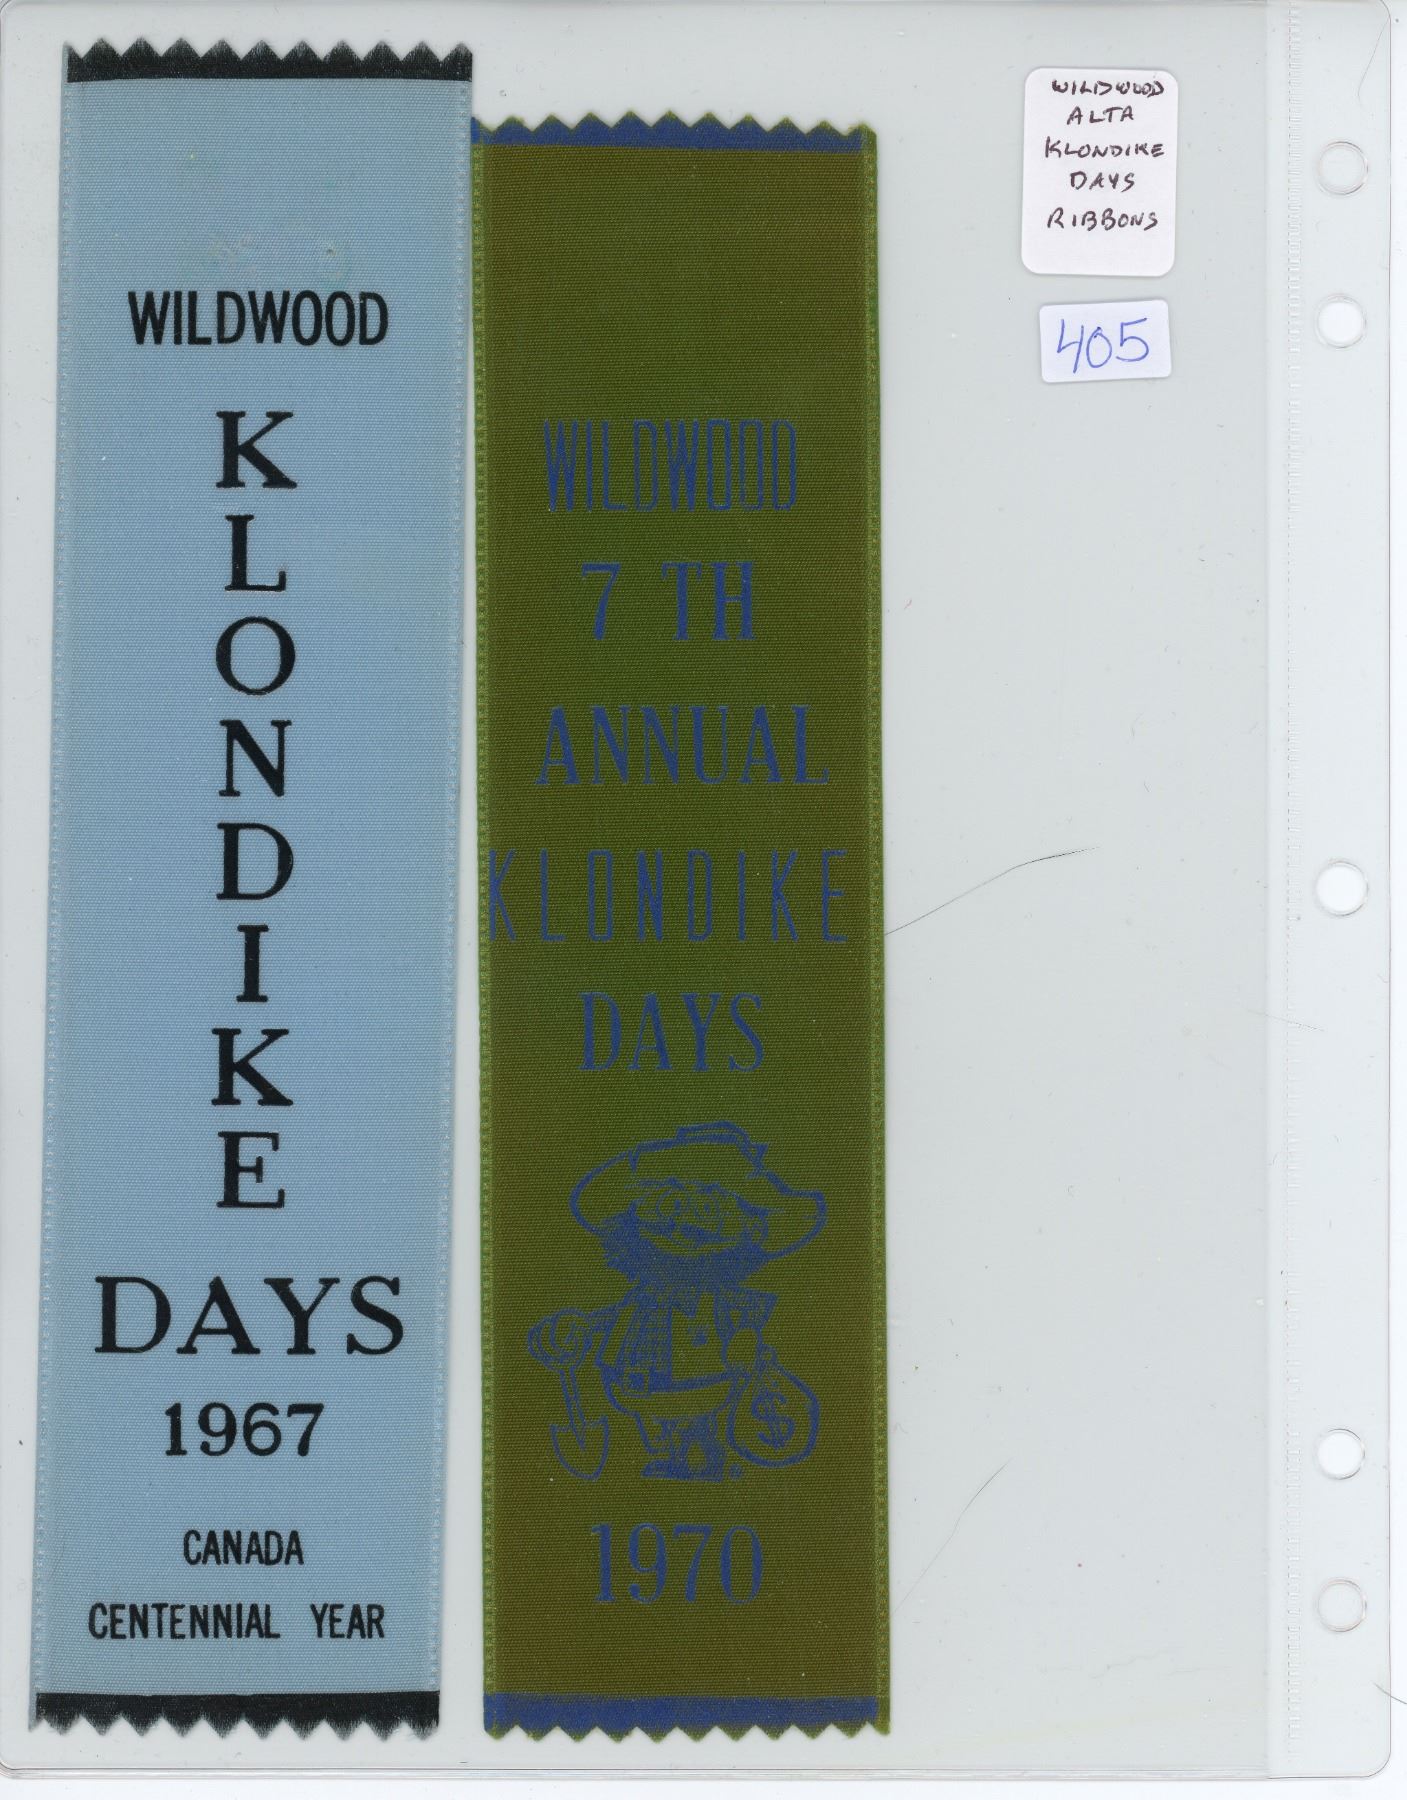 WILDWOOD
K
L
O
N
D
I
K
E
DAYS
1967
CANADA
CENTENNIAL YEAR
WILDWOOD
7 TH
ANNUAL
KLONDIKE
DAYS
$
1970
WILDWOOD
ALTA
KLONDIKE
DAYS
RIBBONS
405